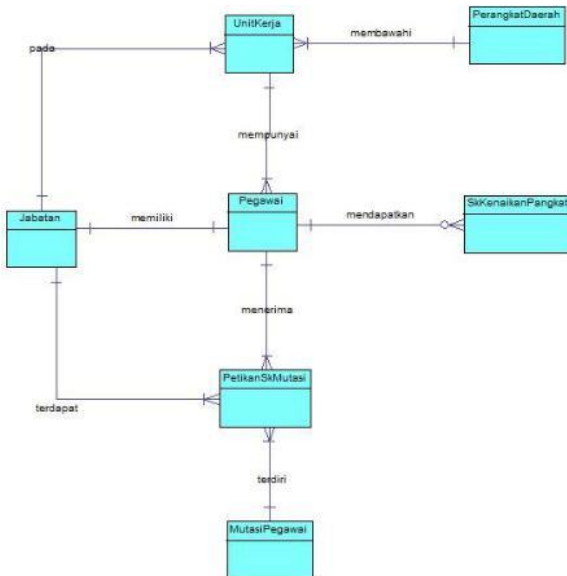 PerangkatDaerah
UnitKerja
membawahi
pada
mempunyai
Pegawai
SkKenaikanPangkat
mendapatkan
Jabatan
memiliki
menerima
PetikanSkMutasi
terdapat
terdiri
MutasiPegawai